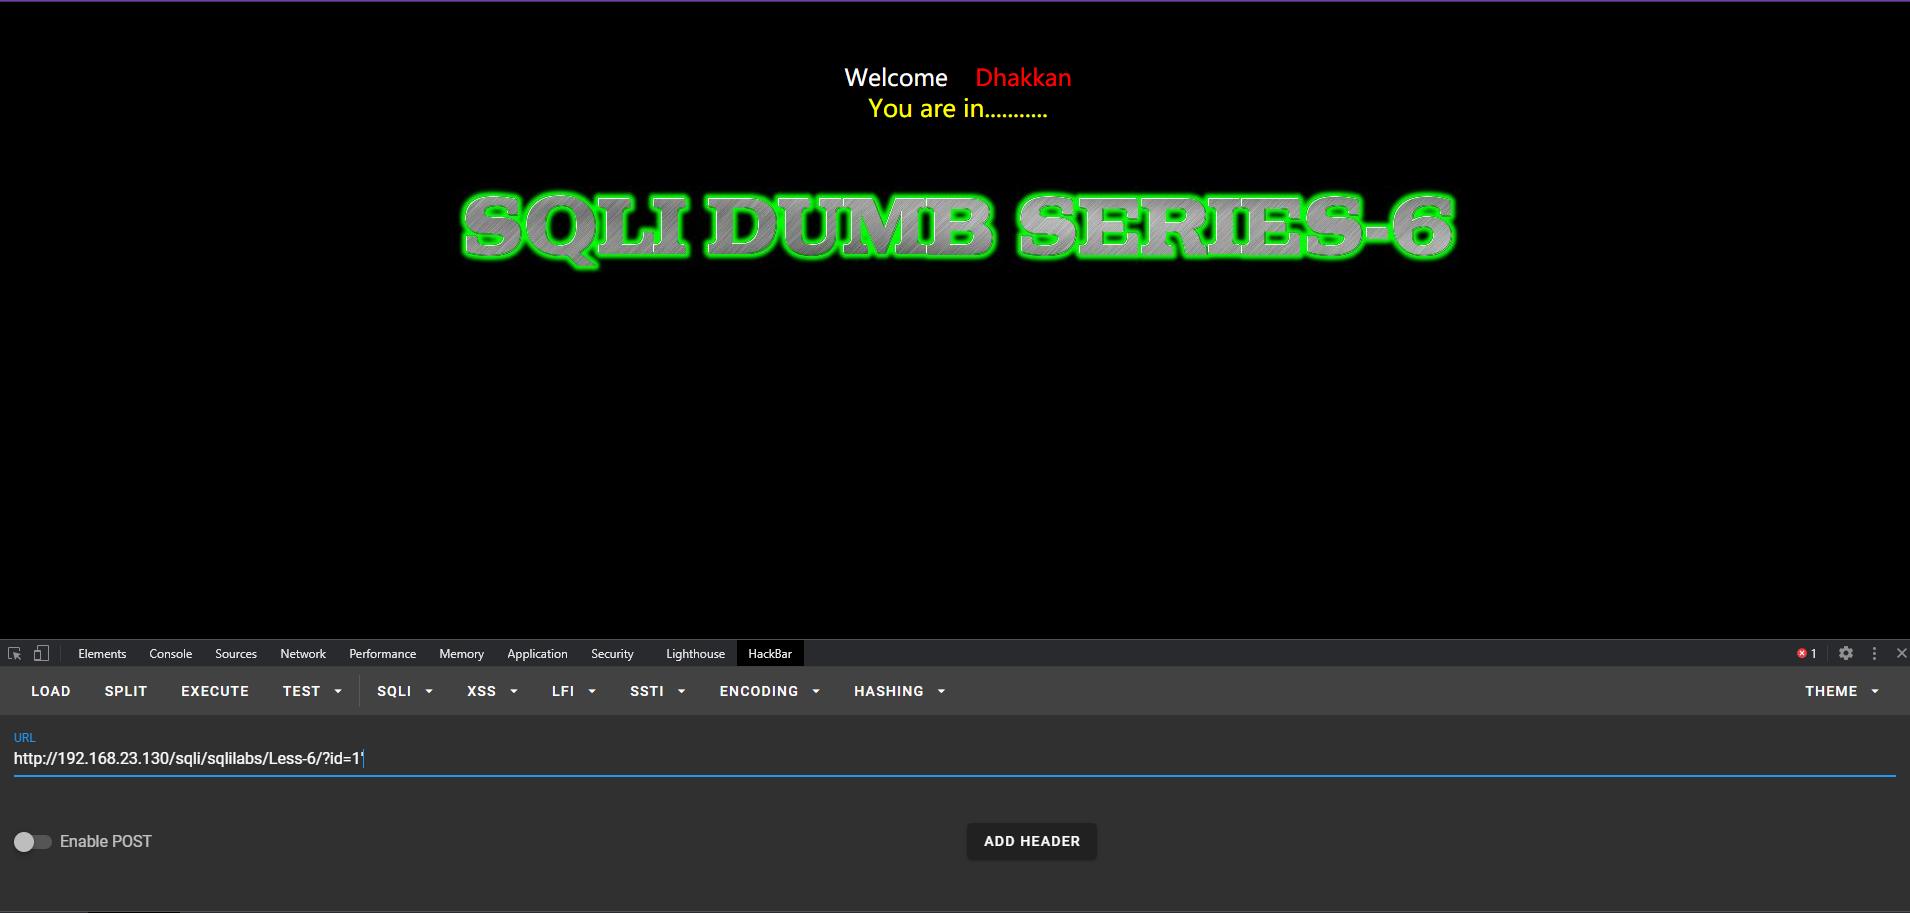 Welcome Dhakkan
You are in...........
SQLI DUMB SERIES-6
Elements Console Sources Network Performance Memory Application Security Lighthouse HackBar 1
LOAD SPLIT EXECUTE TEST SQLI XSS LFI SSTI ENCODING HASHING THEME
URL
http://192.168.23.130/sqli/sqlilabs/Less-6/?id=1'
Enable POST ADD HEADER